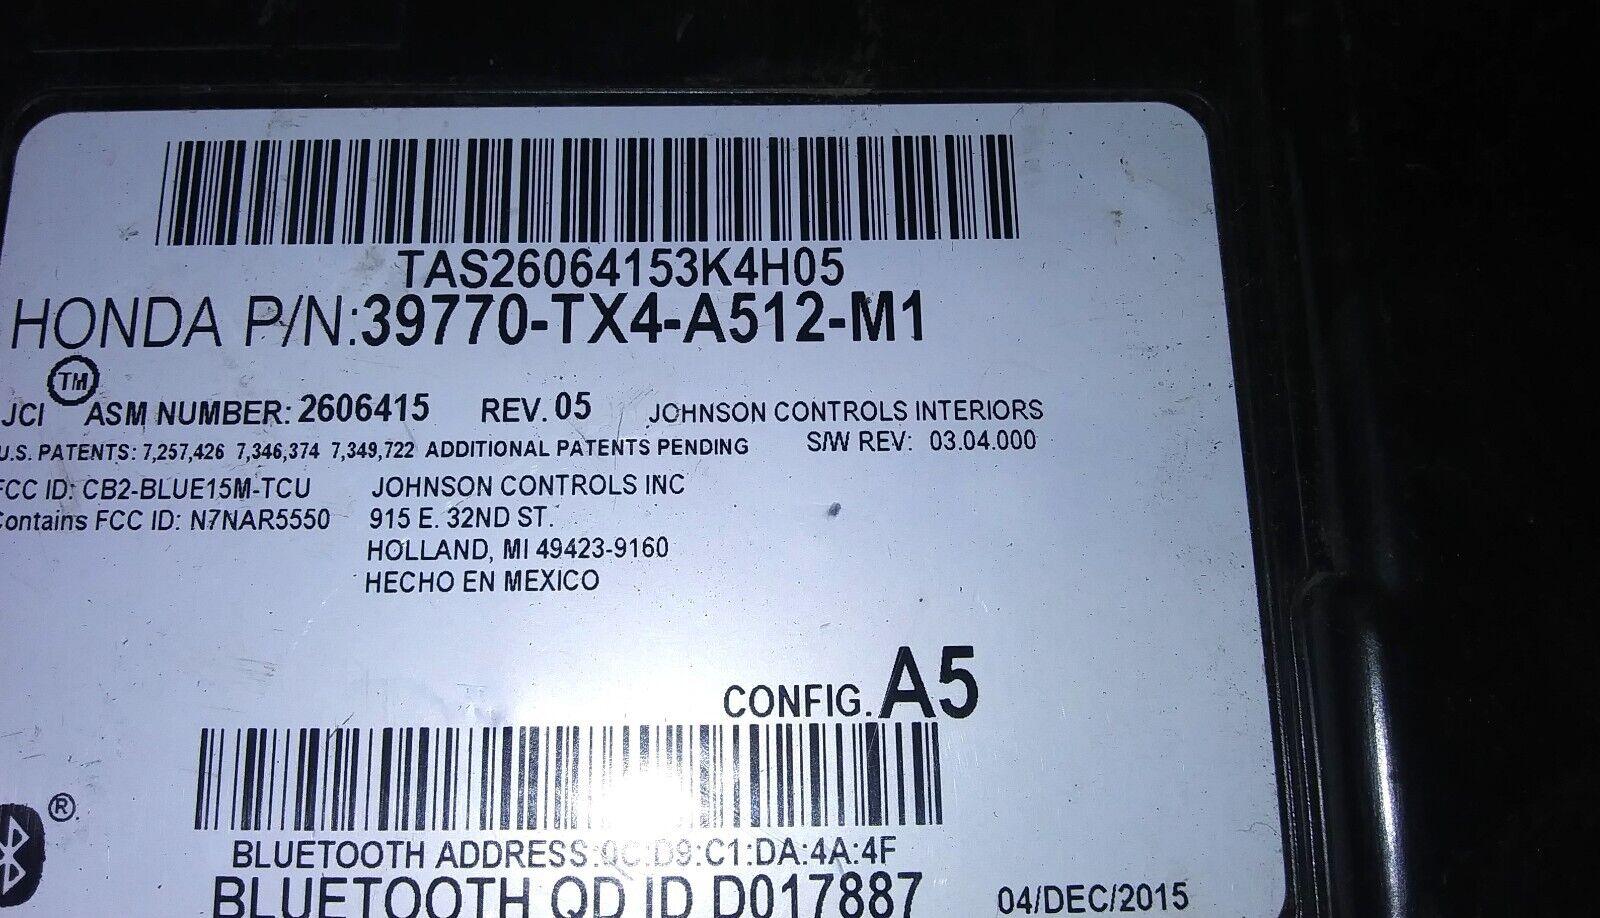 TAS26064153K4H05
HONDA P/N:39770-TX4-A512-M1
TM
JCI ASM NUMBER: 2606415 REV. 05 JOHNSON CONTROLS INTERIORS
U.S. PATENTS: 7,257,426 7,346,374 7,349,722 ADDITIONAL PATENTS PENDING S/W REV: 03.04.000
FCC ID: CB2-BLUE15M-TCU JOHNSON CONTROLS INC
Contains FCC ID: N7NAR5550 915 E. 32ND ST.
HOLLAND, MI 49423-9160
HECHO EN MEXICO
CONFIG. A5
®
BLUETOOTH ADDRESS:0C:D9:C1:DA:4A:4F
BLUETOOTH QD ID D017887 04/DEC/2015